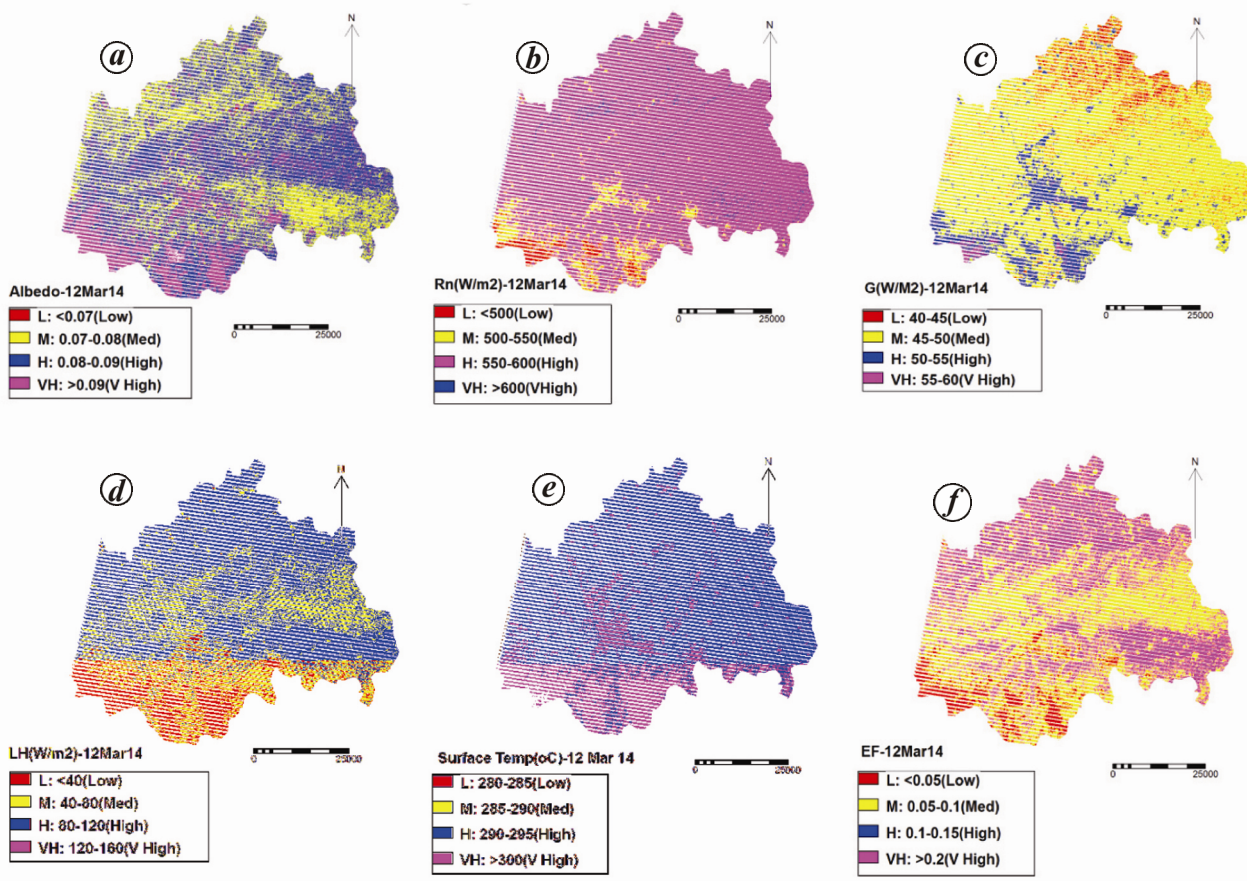 a
N
Albedo-12Mar14
L: <0.07(Low)
M: 0.07-0.08(Med)
H: 0.08-0.09(High)
VH: >0.09(V High)
0 25000
b
N
Rn(W/m2)-12Mar14
L: <500(Low)
M: 500-550(Med)
H: 550-600(High)
VH: >600(VHigh)
0 25000
c
N
G(W/M2)-12Mar14
L: 40-45(Low)
M: 45-50(Med)
H: 50-55(High)
VH: 55-60(V High)
0 25000
d
N
LH(W/m2)-12Mar14
L: <40(Low)
M: 40-80(Med)
H: 80-120(High)
VH: 120-160(V High)
0 25000
e
N
Surface Temp(oC)-12 Mar 14
L: 280-285(Low)
M: 285-290(Med)
H: 290-295(High)
VH: >300(V High)
0 25000
f
N
EF-12Mar14
L: <0.05(Low)
M: 0.05-0.1(Med)
H: 0.1-0.15(High)
VH: >0.2(V High)
0 25000